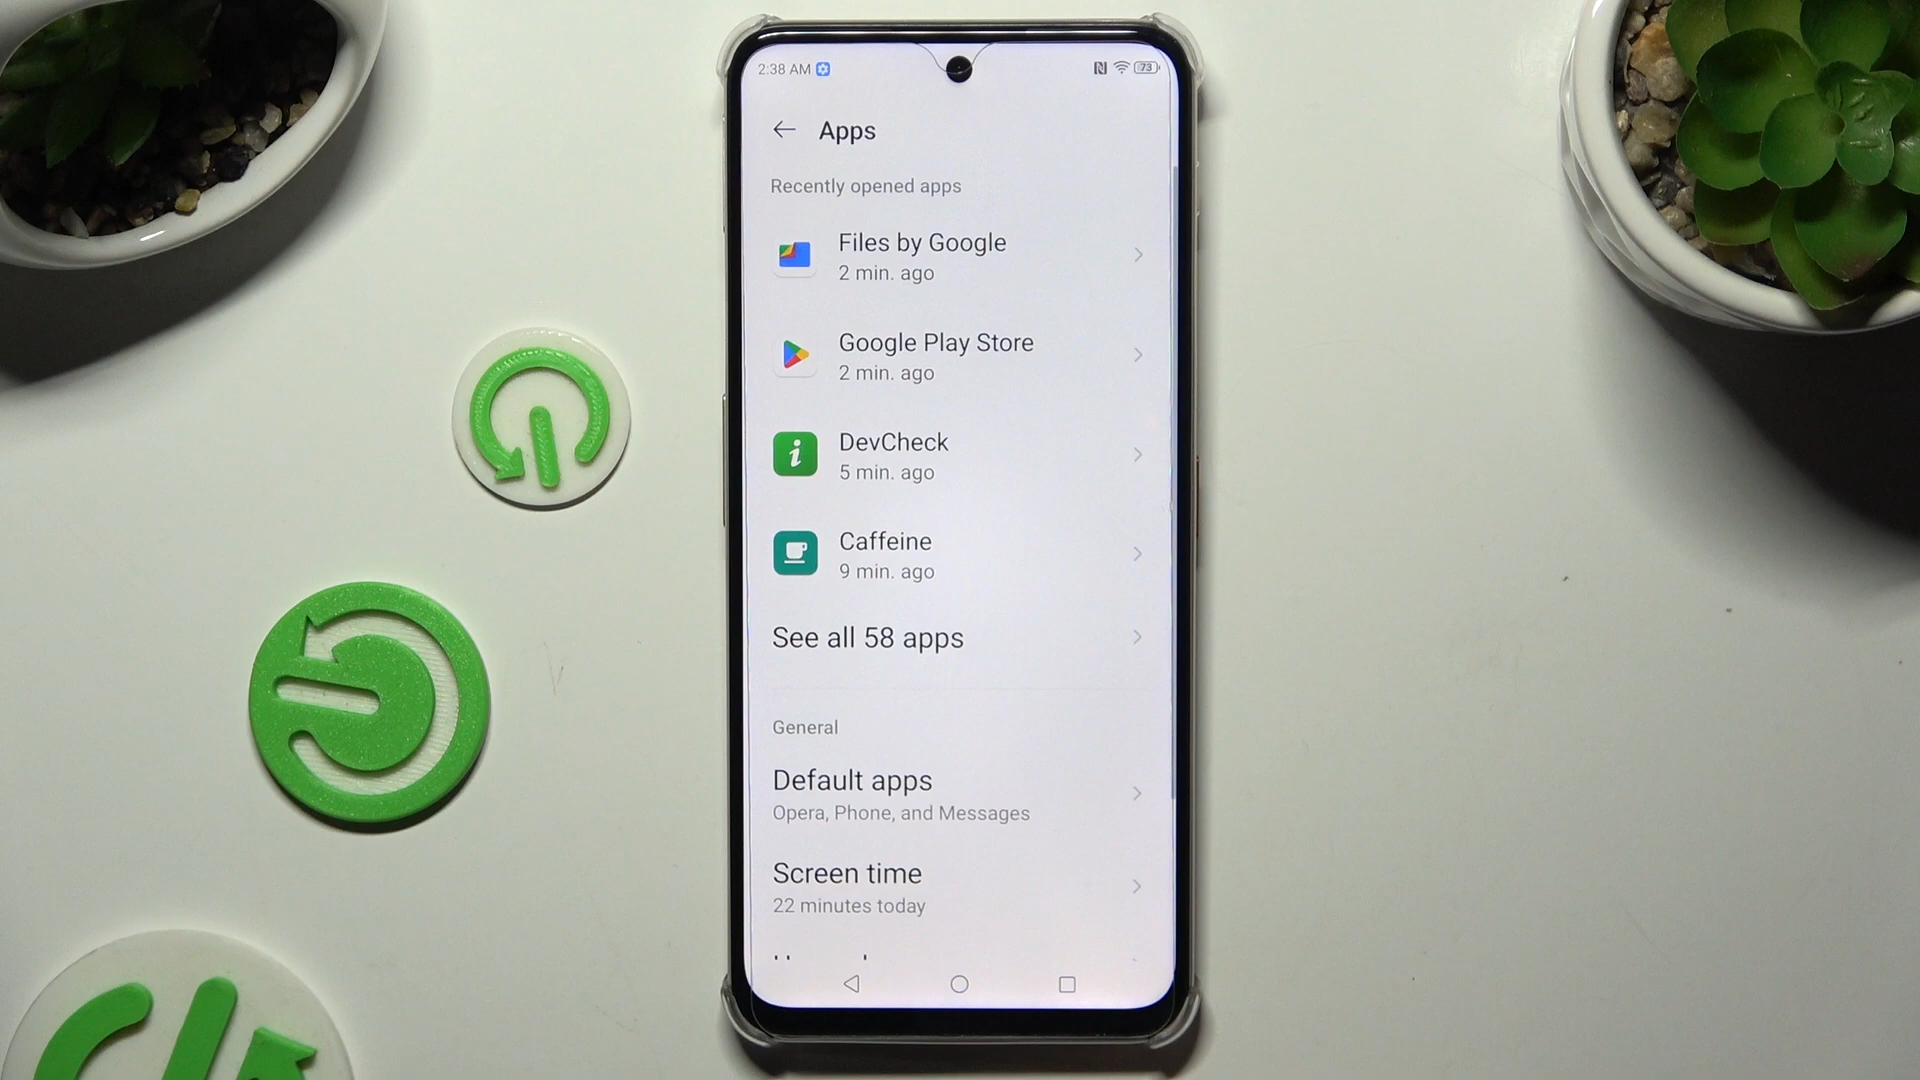 2:38 AM
73
Apps
Recently opened apps
Files by Google
2 min. ago
Google Play Store
2 min. ago
DevCheck
5 min. ago
Caffeine
9 min. ago
See all 58 apps
General
Default apps
Opera, Phone, and Messages
Screen time
22 minutes today